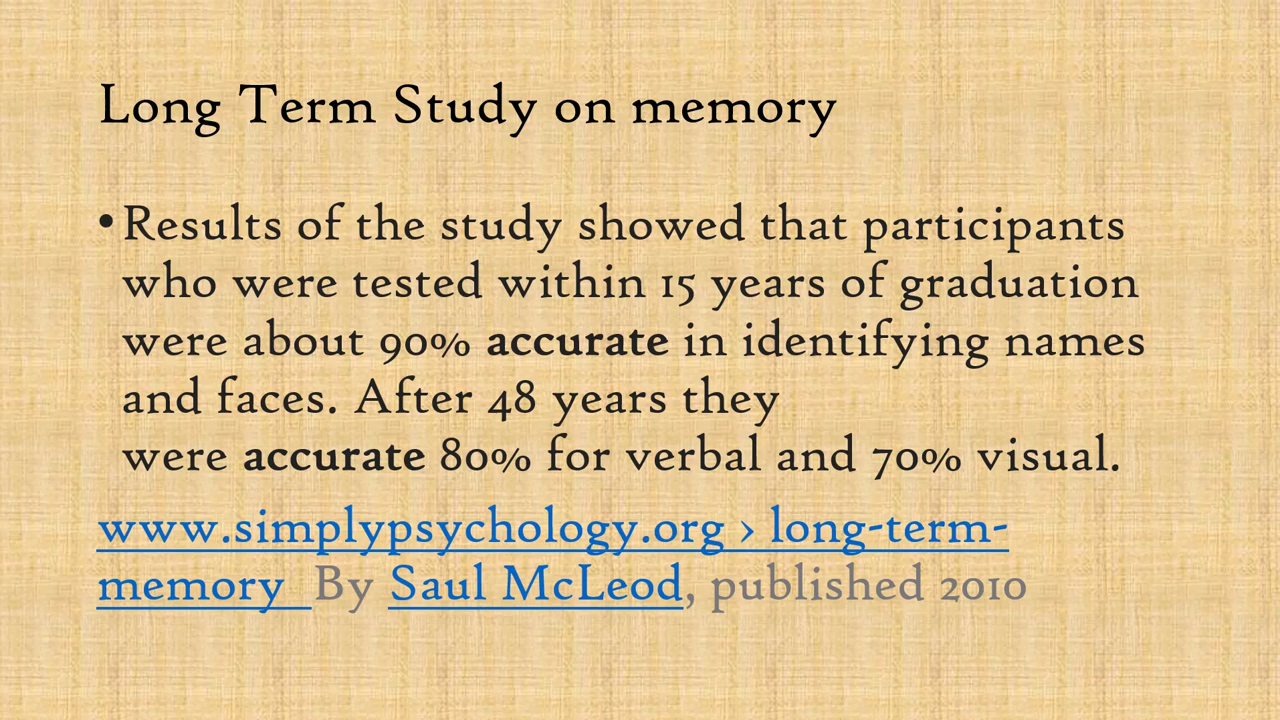 Long Term Study on memory
•Results of the study showed that participants
who were tested within 15 years of graduation
were about 90% accurate in identifying names
and faces. After 48 years they
were accurate 80% for verbal and 70% visual.
www.simplypsychology.org › long-term-
memory  By Saul McLeod, published 2010